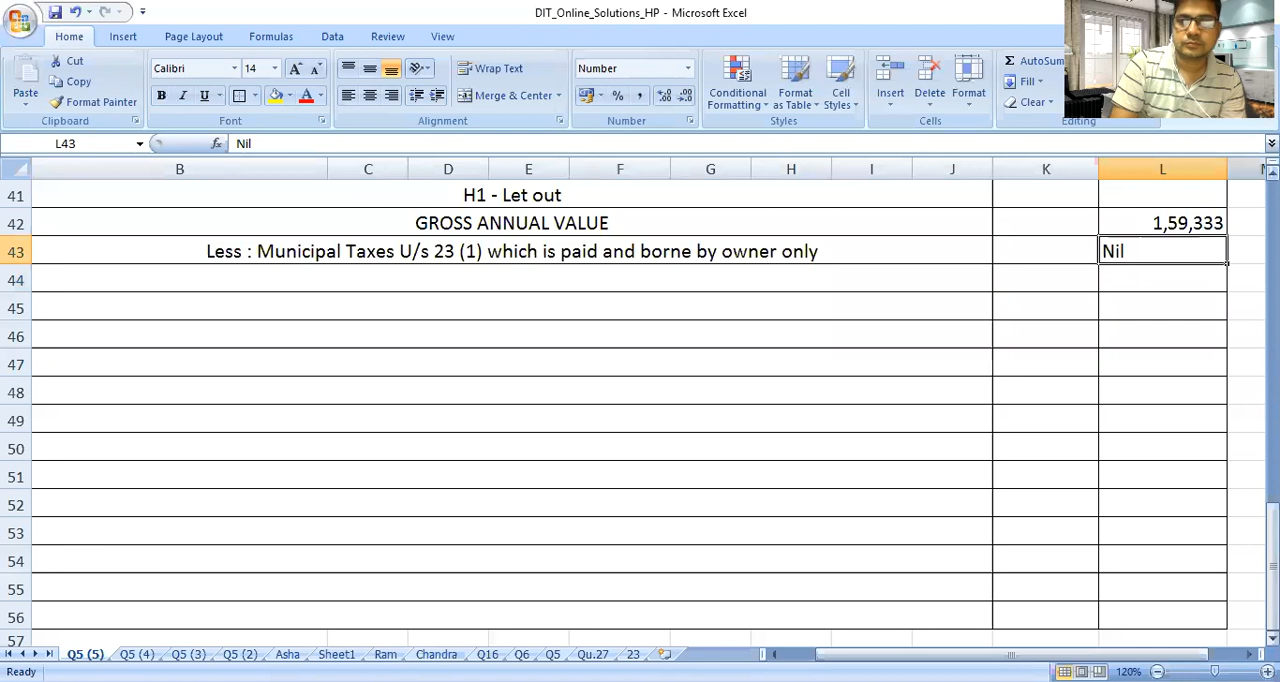 DIT_Online_Solutions_HP - Microsoft Excel
Home Insert Page Layout Formulas Data Review View
Paste
Cut
Copy
Format Painter
Clipboard
Calibri 14
A A
B I U A
Font
Wrap Text
Merge & Center
Alignment
Number
% ,
Number
Conditional Formatting
Format as Table
Cell Styles
Styles
Insert Delete Format
Cells
Σ AutoSum
Fill
Clear
Editing
L43 fx Nil
B C D E F G H I J K L
41 H1 - Let out
42 GROSS ANNUAL VALUE 1,59,333
43 Less : Municipal Taxes U/s 23 (1) which is paid and borne by owner only Nil
44
45
46
47
48
49
50
51
52
53
54
55
56
57
Q5 (5) Q5 (4) Q5 (3) Q5 (2) Asha Sheet1 Ram Chandra Q16 Q6 Q5 Qu.27 23
Ready 120%